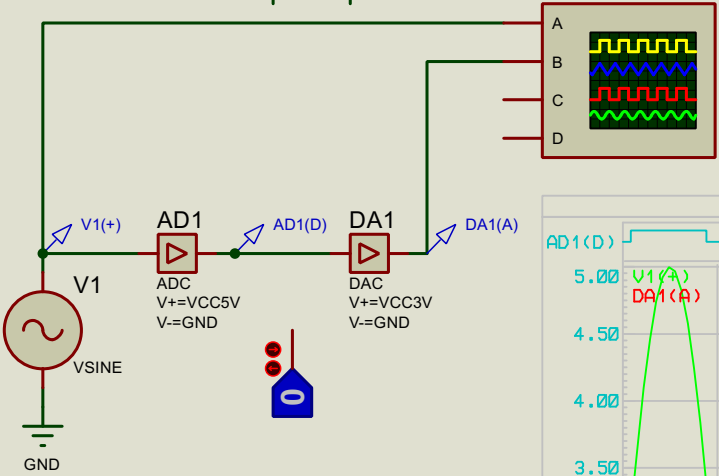 A
B
C
D
V1(+)
AD1
AD1(D)
DA1
DA1(A)
ADC
V+=VCC5V
V-=GND
DAC
V+=VCC3V
V-=GND
V1
VSINE
GND
0
AD1(D)
5.00
V1(+)
DA1(A)
4.50
4.00
3.50